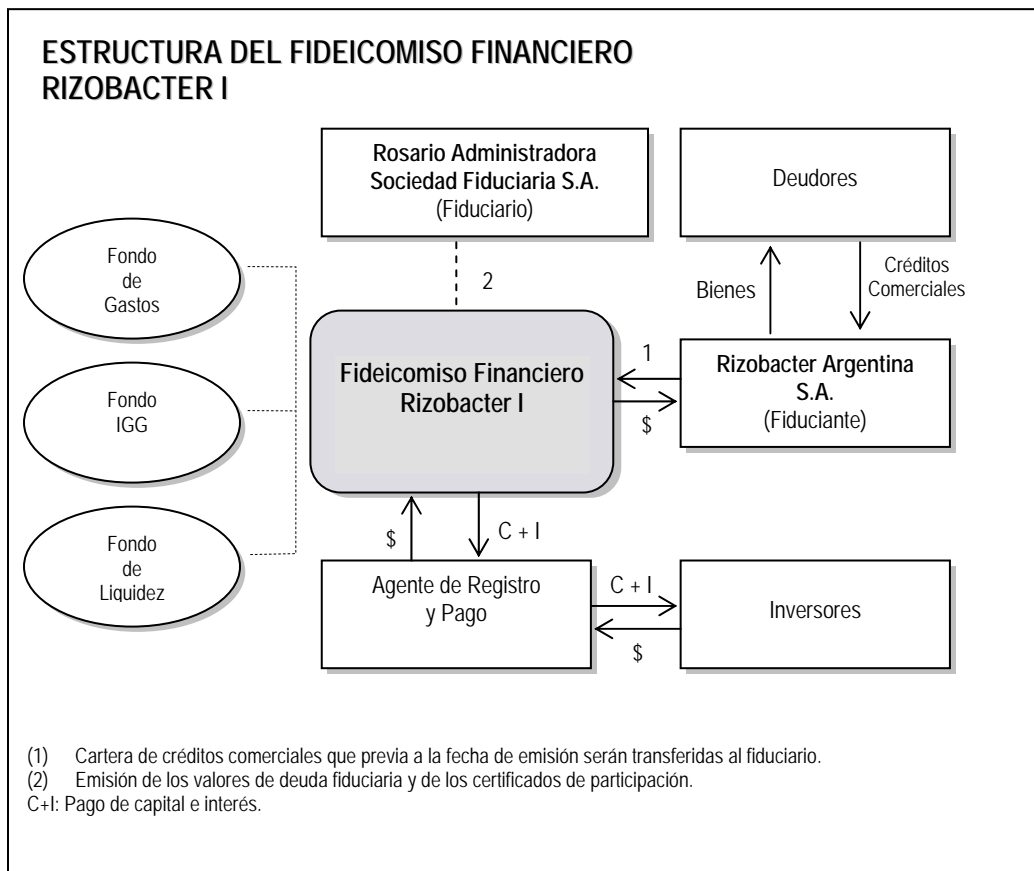 ESTRUCTURA DEL FIDEICOMISO FINANCIERO
RIZOBACTER I
Rosario Administradora
Sociedad Fiduciaria S.A.
(Fiduciario)
Deudores
Fondo
de
Gastos
2
Bienes
Créditos
Comerciales
Fideicomiso Financiero
Rizobacter I
1
$
Rizobacter Argentina
S.A.
(Fiduciante)
Fondo
IGG
Fondo
de
Liquidez
$
C + I
Agente de Registro
y Pago
C + I
$
Inversores
(1) Cartera de créditos comerciales que previa a la fecha de emisión serán transferidas al fiduciario.
(2) Emisión de los valores de deuda fiduciaria y de los certificados de participación.
C+I: Pago de capital e interés.